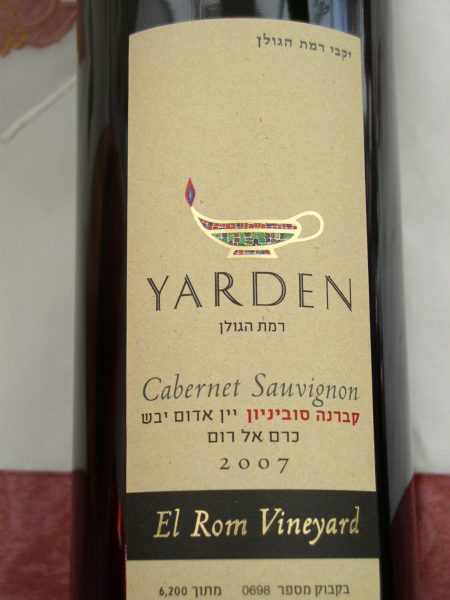 יקבי רמת הגולן
YARDEN
רמת הגולן
Cabernet Sauvignon
קברנה סוביניון יין אדום יבש
כרם אל רום
2007
El Rom Vineyard
בקבוק מספר 0698 מתוך 6,200